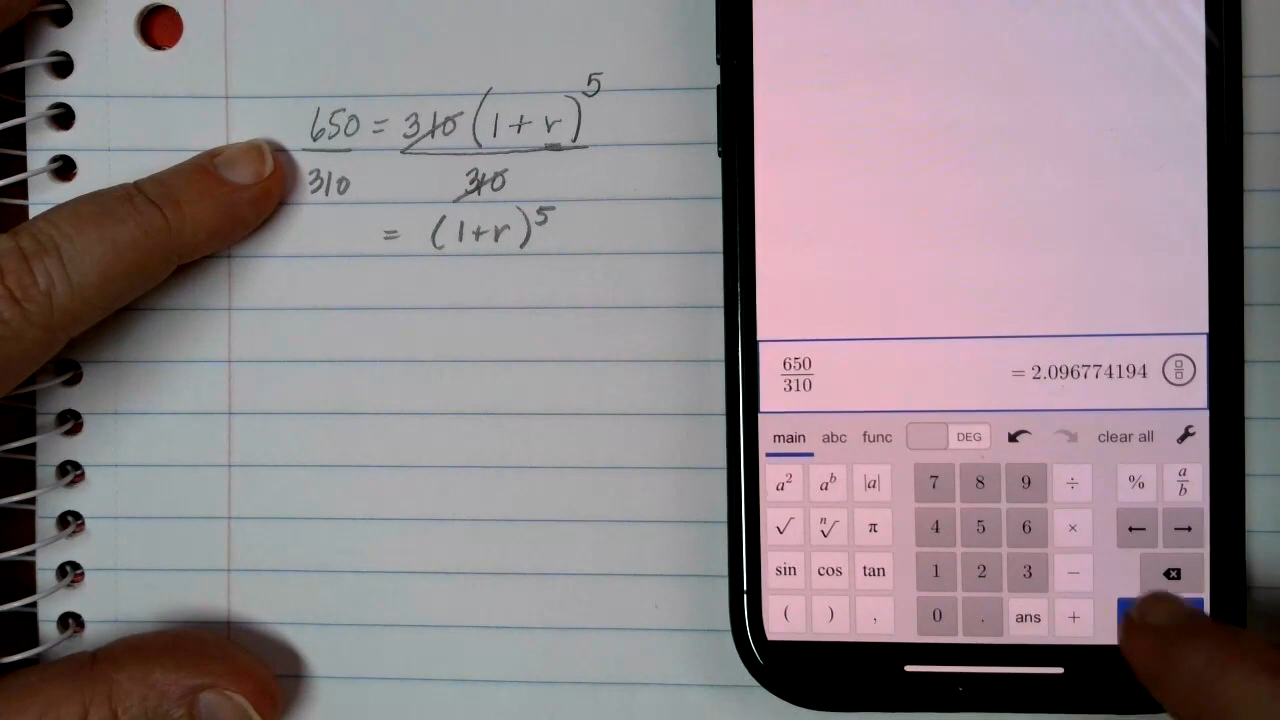 650 = 310 (1 + r)^5
310 310
= (1+r)^5
650
310
= 2.096774194
main abc func DEG clear all
a^2 a^b |a| 7 8 9 ÷ % a/b
√ ⁿ√ π 4 5 6 × ← →
sin cos tan 1 2 3 −
( ) , 0 . ans +